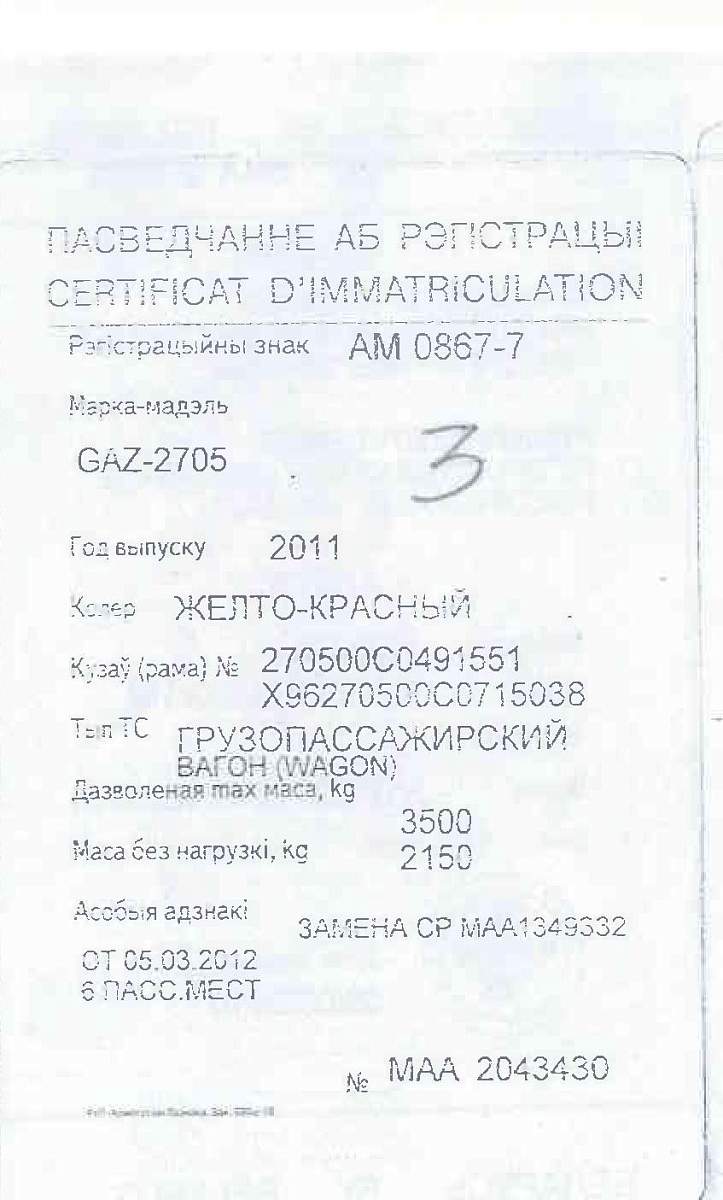 ПАСВЕДЧАННЕ АБ РЭГІСТРАЦЫІ
CERTIFICAT D'IMMATRICULATION
Рэгістрацыйны знак АМ 0867-7
Марка-мадэль
GAZ-2705
3
Год выпуску 2011
Колер ЖЕЛТО-КРАСНЫЙ
Кузаў (рама) № 270500C0491551
X96270500C0715038
Тып ТС ГРУЗОПАССАЖИРСКИЙ
ВАГОН (WAGON)
Дазволеная max маса, kg
3500
Маса без нагрузкі, kg 2150
Асобыя адзнакі ЗАМЕНА СР МАА1349332
ОТ 05.03.2012
6 ПАСС.МЕСТ
№ МАА 2043430